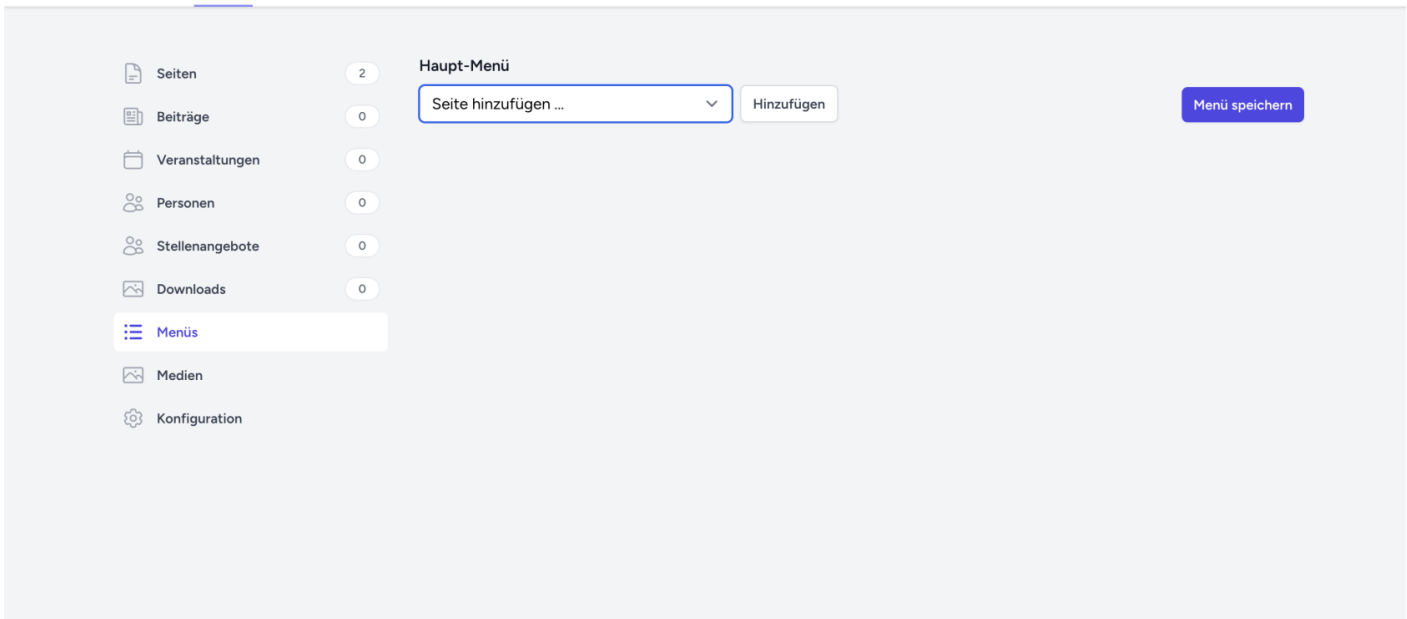 Seiten 2
Beiträge 0
Veranstaltungen 0
Personen 0
Stellenangebote 0
Downloads 0
Menüs
Medien
Konfiguration
Haupt-Menü
Seite hinzufügen ... Hinzufügen Menü speichern